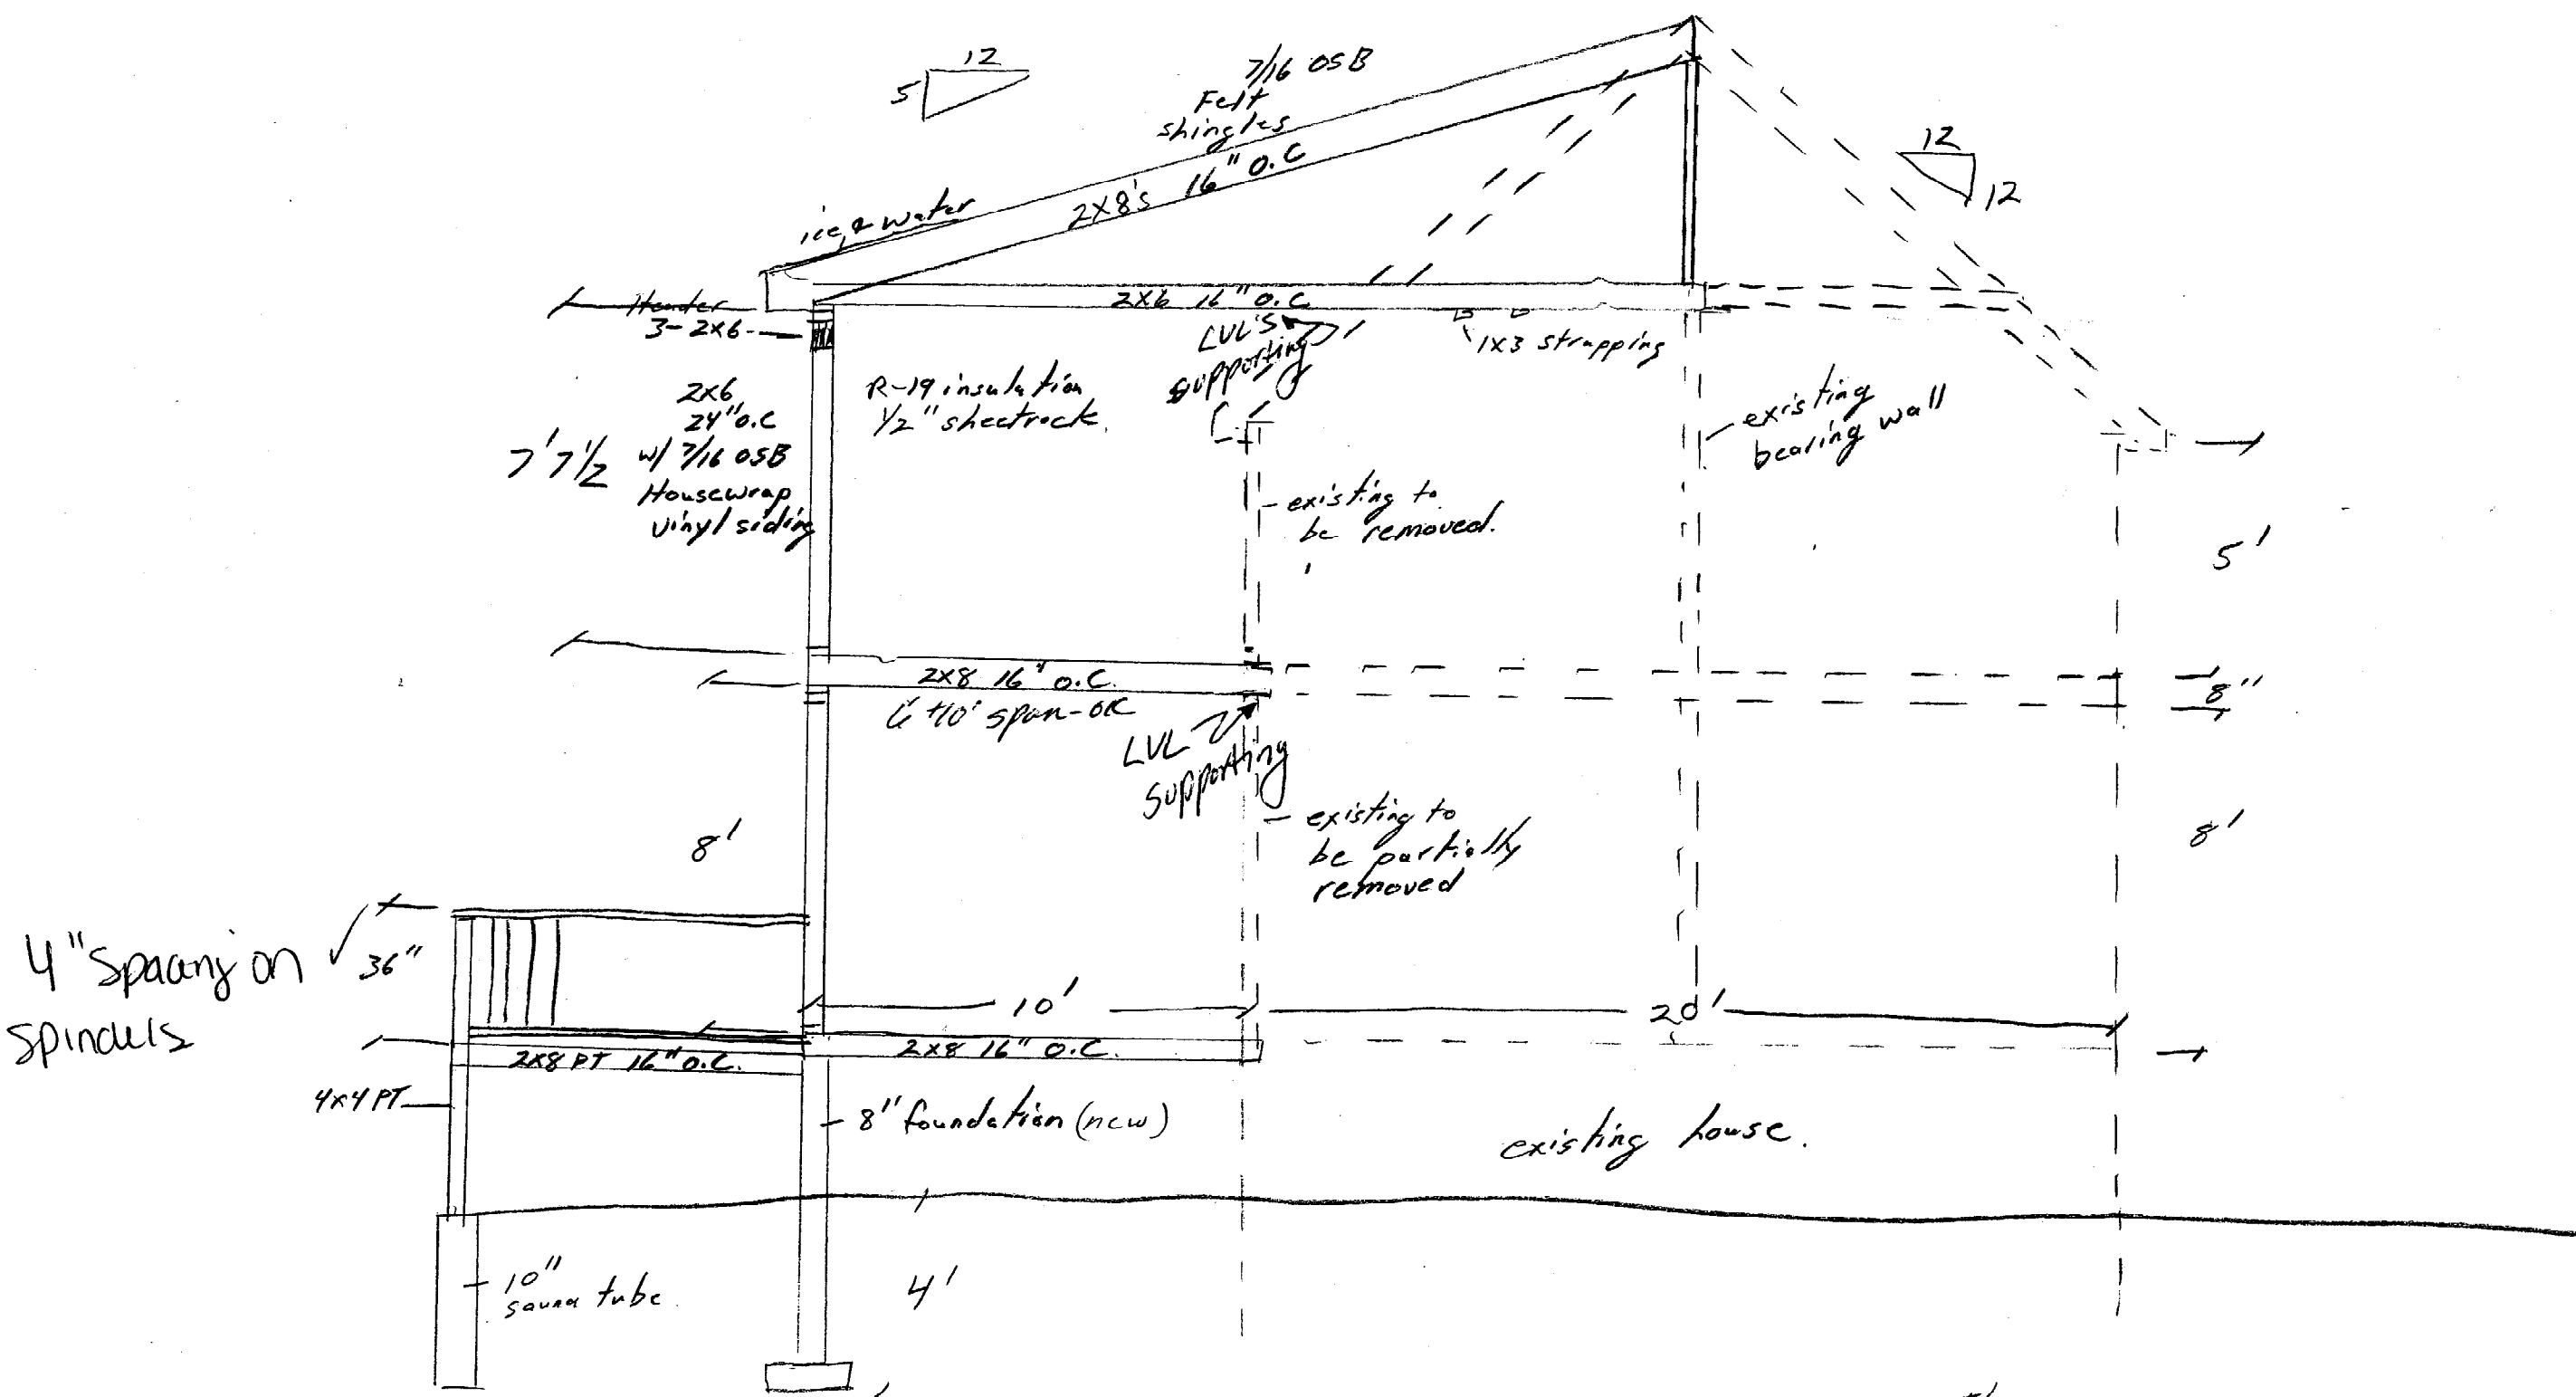 12
5
7/16 OSB
Felt
shingles
ice & water
2x8's 16" O.C
12
12
Header
3-2x6
2x6 16" O.C
LVL's
supporting
1x3 strapping
2x6
24" O.C
w/ 7/16 OSB
Housewrap
vinyl siding
7' 7 1/2
R-19 insulation
1/2" sheetrock
existing
bearing wall
existing to
be removed.
5'
2x8 16" O.C.
10' span-OK
8"
LVL
supporting
existing to
be partially
removed
8'
8'
4" Spacing on
spindels
36"
10'
20'
2x8 PT 16" O.C.
2x8 16" O.C.
4x4 PT
8" foundation (new)
existing house.
10"
sauna tube
4'